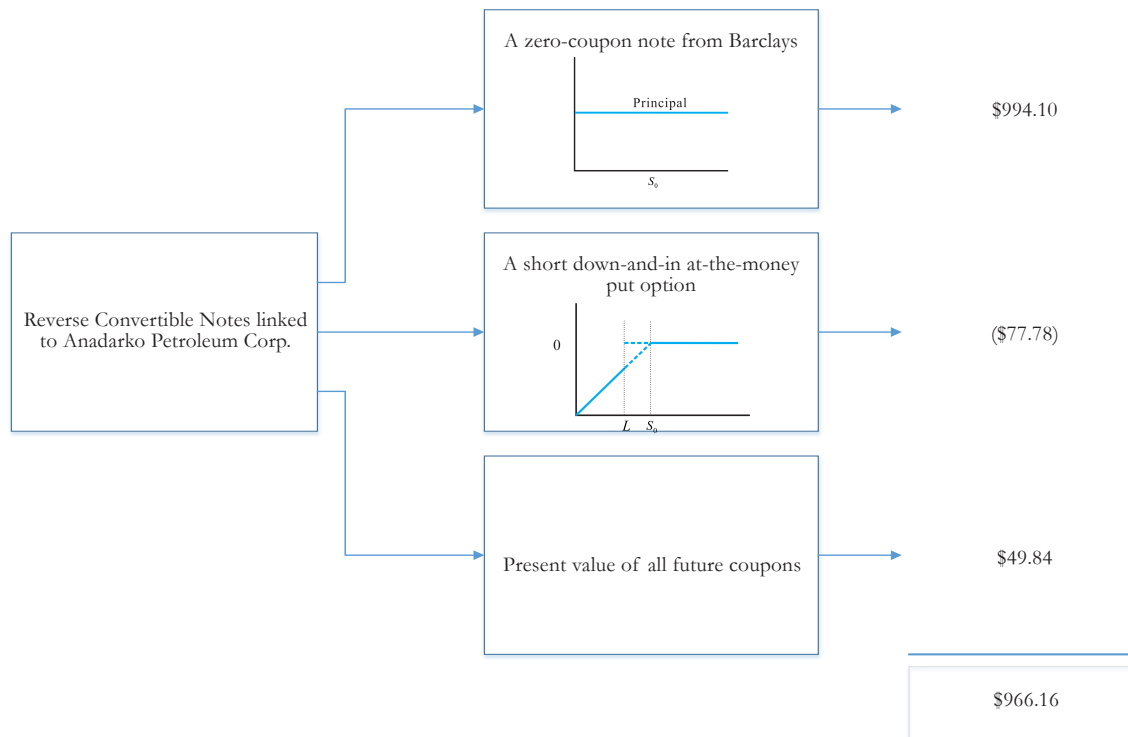 A zero-coupon note from Barclays
Principal
S₀
$994.10
Reverse Convertible Notes linked
to Anadarko Petroleum Corp.
A short down-and-in at-the-money
put option
0
L S₀
($77.78)
Present value of all future coupons
$49.84
$966.16